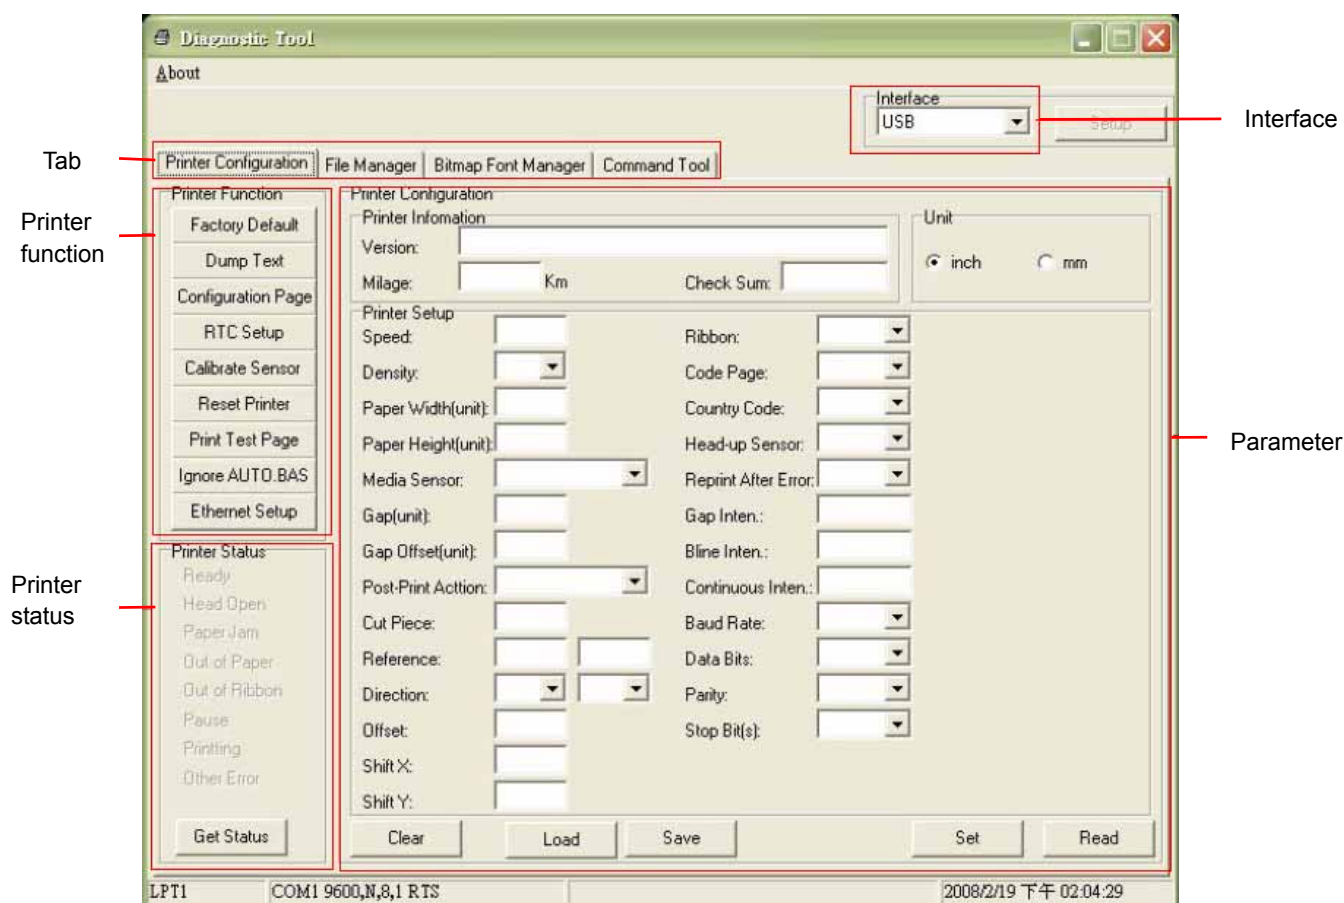 Diagnostic Tool
About
Interface
USB
Setup
Interface
Tab
Printer Configuration
File Manager
Bitmap Font Manager
Command Tool
Printer function
Printer Function
Factory Default
Dump Text
Configuration Page
RTC Setup
Calibrate Sensor
Reset Printer
Print Test Page
Ignore AUTO.BAS
Ethernet Setup
Printer status
Printer Status
Ready
Head Open
Paper Jam
Out of Paper
Out of Ribbon
Pause
Printting
Other Error
Get Status
Printer Configuration
Printer Infomation
Version:
Milage:
Km
Check Sum:
Unit
inch
mm
Printer Setup
Speed:
Density:
Paper Width(unit):
Paper Height(unit):
Media Sensor:
Gap(unit):
Gap Offset(unit):
Post-Print Acttion:
Cut Piece:
Reference:
Direction:
Offset:
Shift X:
Shift Y:
Ribbon:
Code Page:
Country Code:
Head-up Sensor:
Reprint After Error:
Gap Inten.:
Bline Inten.:
Continuous Inten.:
Baud Rate:
Data Bits:
Parity:
Stop Bit(s):
Parameter
Clear
Load
Save
Set
Read
LPT1
COM1 9600,N,8,1 RTS
2008/2/19 下午 02:04:29